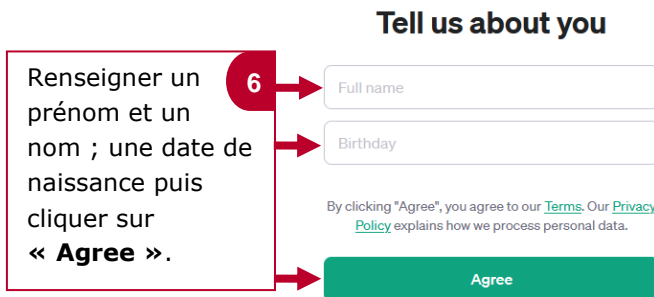 Tell us about you
Renseigner un
prénom et un
nom ; une date de
naissance puis
cliquer sur
« Agree ».
6
Full name
Birthday
By clicking "Agree", you agree to our Terms. Our Privacy
Policy explains how we process personal data.
Agree